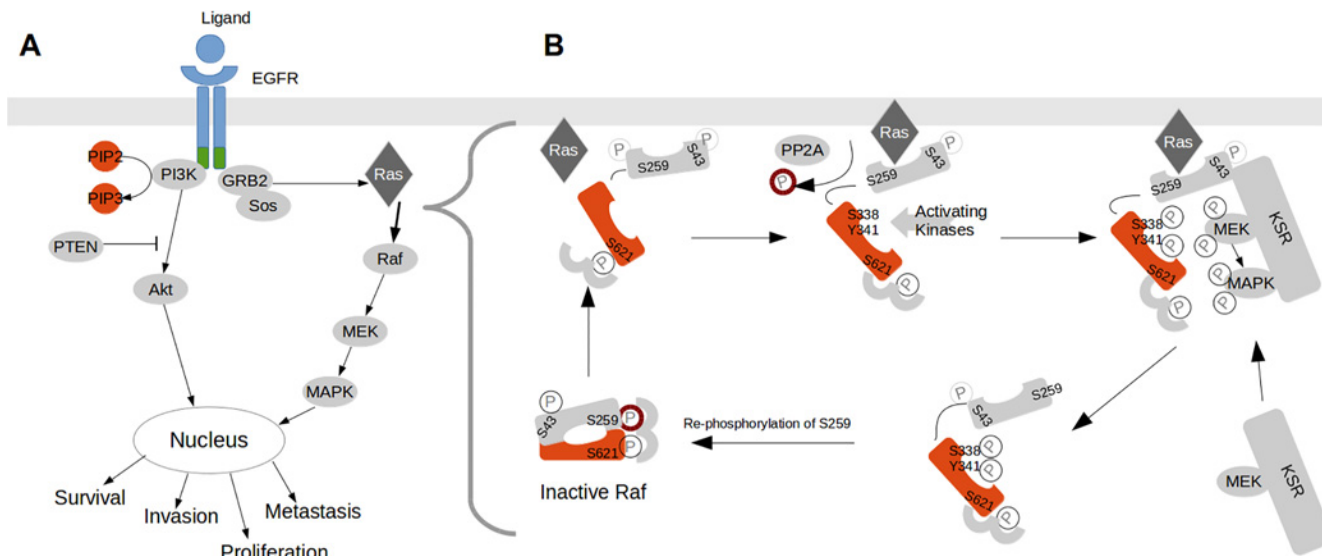 A
Ligand
EGFR
PIP2
PIP3
PI3K
GRB2
Sos
Ras
PTEN
Akt
Raf
MEK
MAPK
Nucleus
Survival
Invasion
Metastasis
Proliferation
B
Ras
P
S259
S43
S621
P
PP2A
P
Ras
P
S259
S43
S338
Y341
S621
P
Activating
Kinases
Ras
P
S259
S43
S338
Y341
S621
P
P
P
P
P
P
P
MEK
MAPK
KSR
P
S43
S259
S338
Y341
S621
P
P
P
MEK
KSR
Re-phosphorylation of S259
P
S43
S259
P
S621
P
Inactive Raf